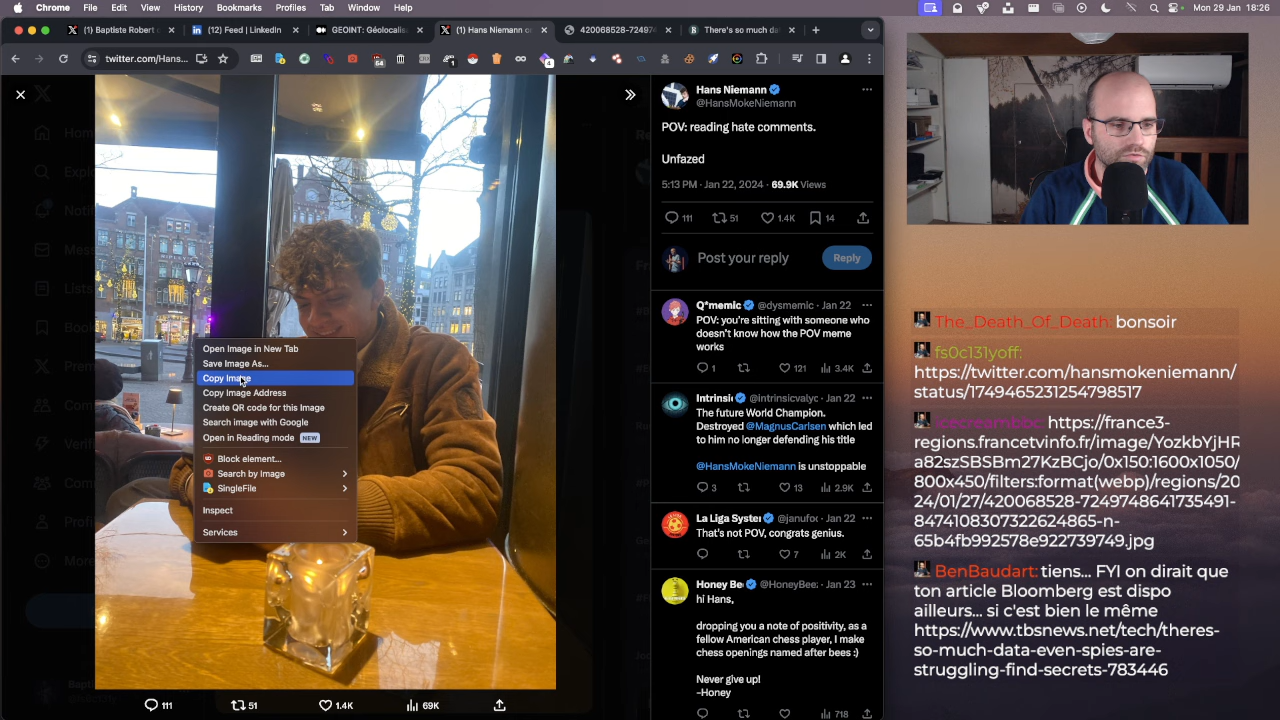 Chrome File Edit View History Bookmarks Profiles Tab Window Help Mon 29 Jan 18:26
(1) Baptiste Robert (12) Feed | LinkedIn GEOINT: Géolocalis (1) Hans Niemann o 420068528-72497 There's so much da
twitter.com/Hans...
Hans Niemann
@HansMokeNiemann
POV: reading hate comments.
Unfazed
5:13 PM · Jan 22, 2024 · 69.9K Views
111 51 1.4K 14
Post your reply Reply
Q*memic @dysmemic · Jan 22
POV: you're sitting with someone who
doesn't know how the POV meme
works
1 121 3.4K
Intrinsi @intrinsicvalyc · Jan 22
The future World Champion.
Destroyed @MagnusCarlsen which led
to him no longer defending his title
@HansMokeNiemann is unstoppable
3 13 2.9K
La Liga Syster @janufo · Jan 22
That's not POV, congrats genius.
7 2K
Honey Be @HoneyBee · Jan 23
hi Hans,
dropping you a note of positivity, as a
fellow American chess player, I make
chess openings named after bees :)
Never give up!
-Honey
718
Open Image in New Tab
Save Image As...
Copy Image
Copy Image Address
Create QR code for this Image
Search image with Google
Open in Reading mode NEW
Block element...
Search by Image
SingleFile
Inspect
Services
111 51 1.4K 69K
The_Death_Of_Death: bonsoir
fs0c131yoff:
https://twitter.com/hansmokeniemann/
status/1749465231254798517
icecreambbc: https://france3-
regions.francetvinfo.fr/image/YozkbYjHR
a82szSBSBm27KzBCjo/0x150:1600x1050/
800x450/filters:format(webp)/regions/20
24/01/27/420068528-7249748641735491-
8474108307322624865-n-
65b4fb992578e922739749.jpg
BenBaudart: tiens... FYI on dirait que
ton article Bloomberg est dispo
ailleurs... si c'est bien le même
https://www.tbsnews.net/tech/theres-
so-much-data-even-spies-are-
struggling-find-secrets-783446